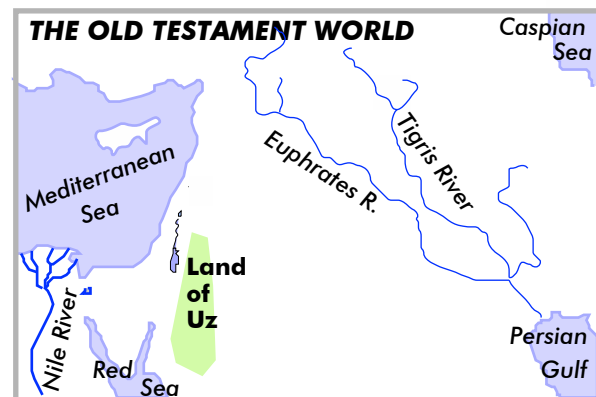 THE OLD TESTAMENT WORLD
Caspian
Sea
Mediterranean
Sea
Euphrates R.
Tigris River
Land
of
Uz
Nile River
Red
Sea
Persian
Gulf